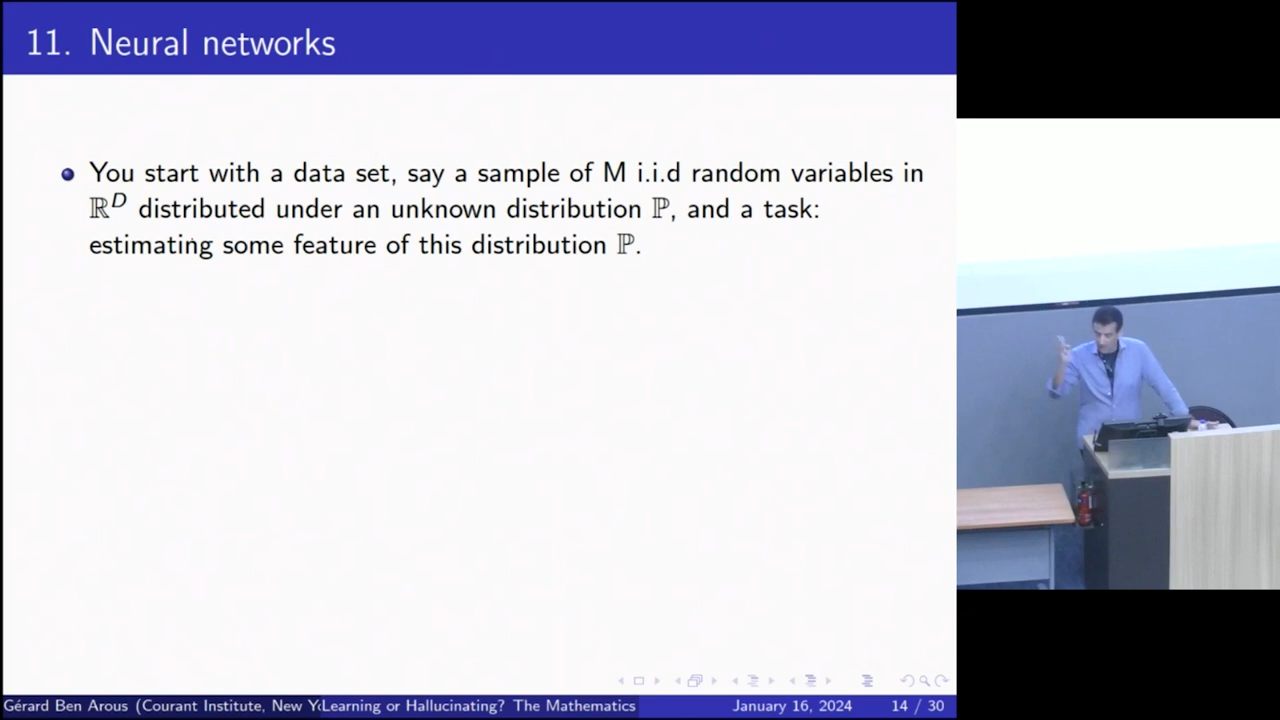 11. Neural networks
You start with a data set, say a sample of M i.i.d random variables in
ℝ^D distributed under an unknown distribution ℙ, and a task:
estimating some feature of this distribution ℙ.
Gérard Ben Arous (Courant Institute, New Y
Learning or Hallucinating? The Mathematics
January 16, 2024
14 / 30